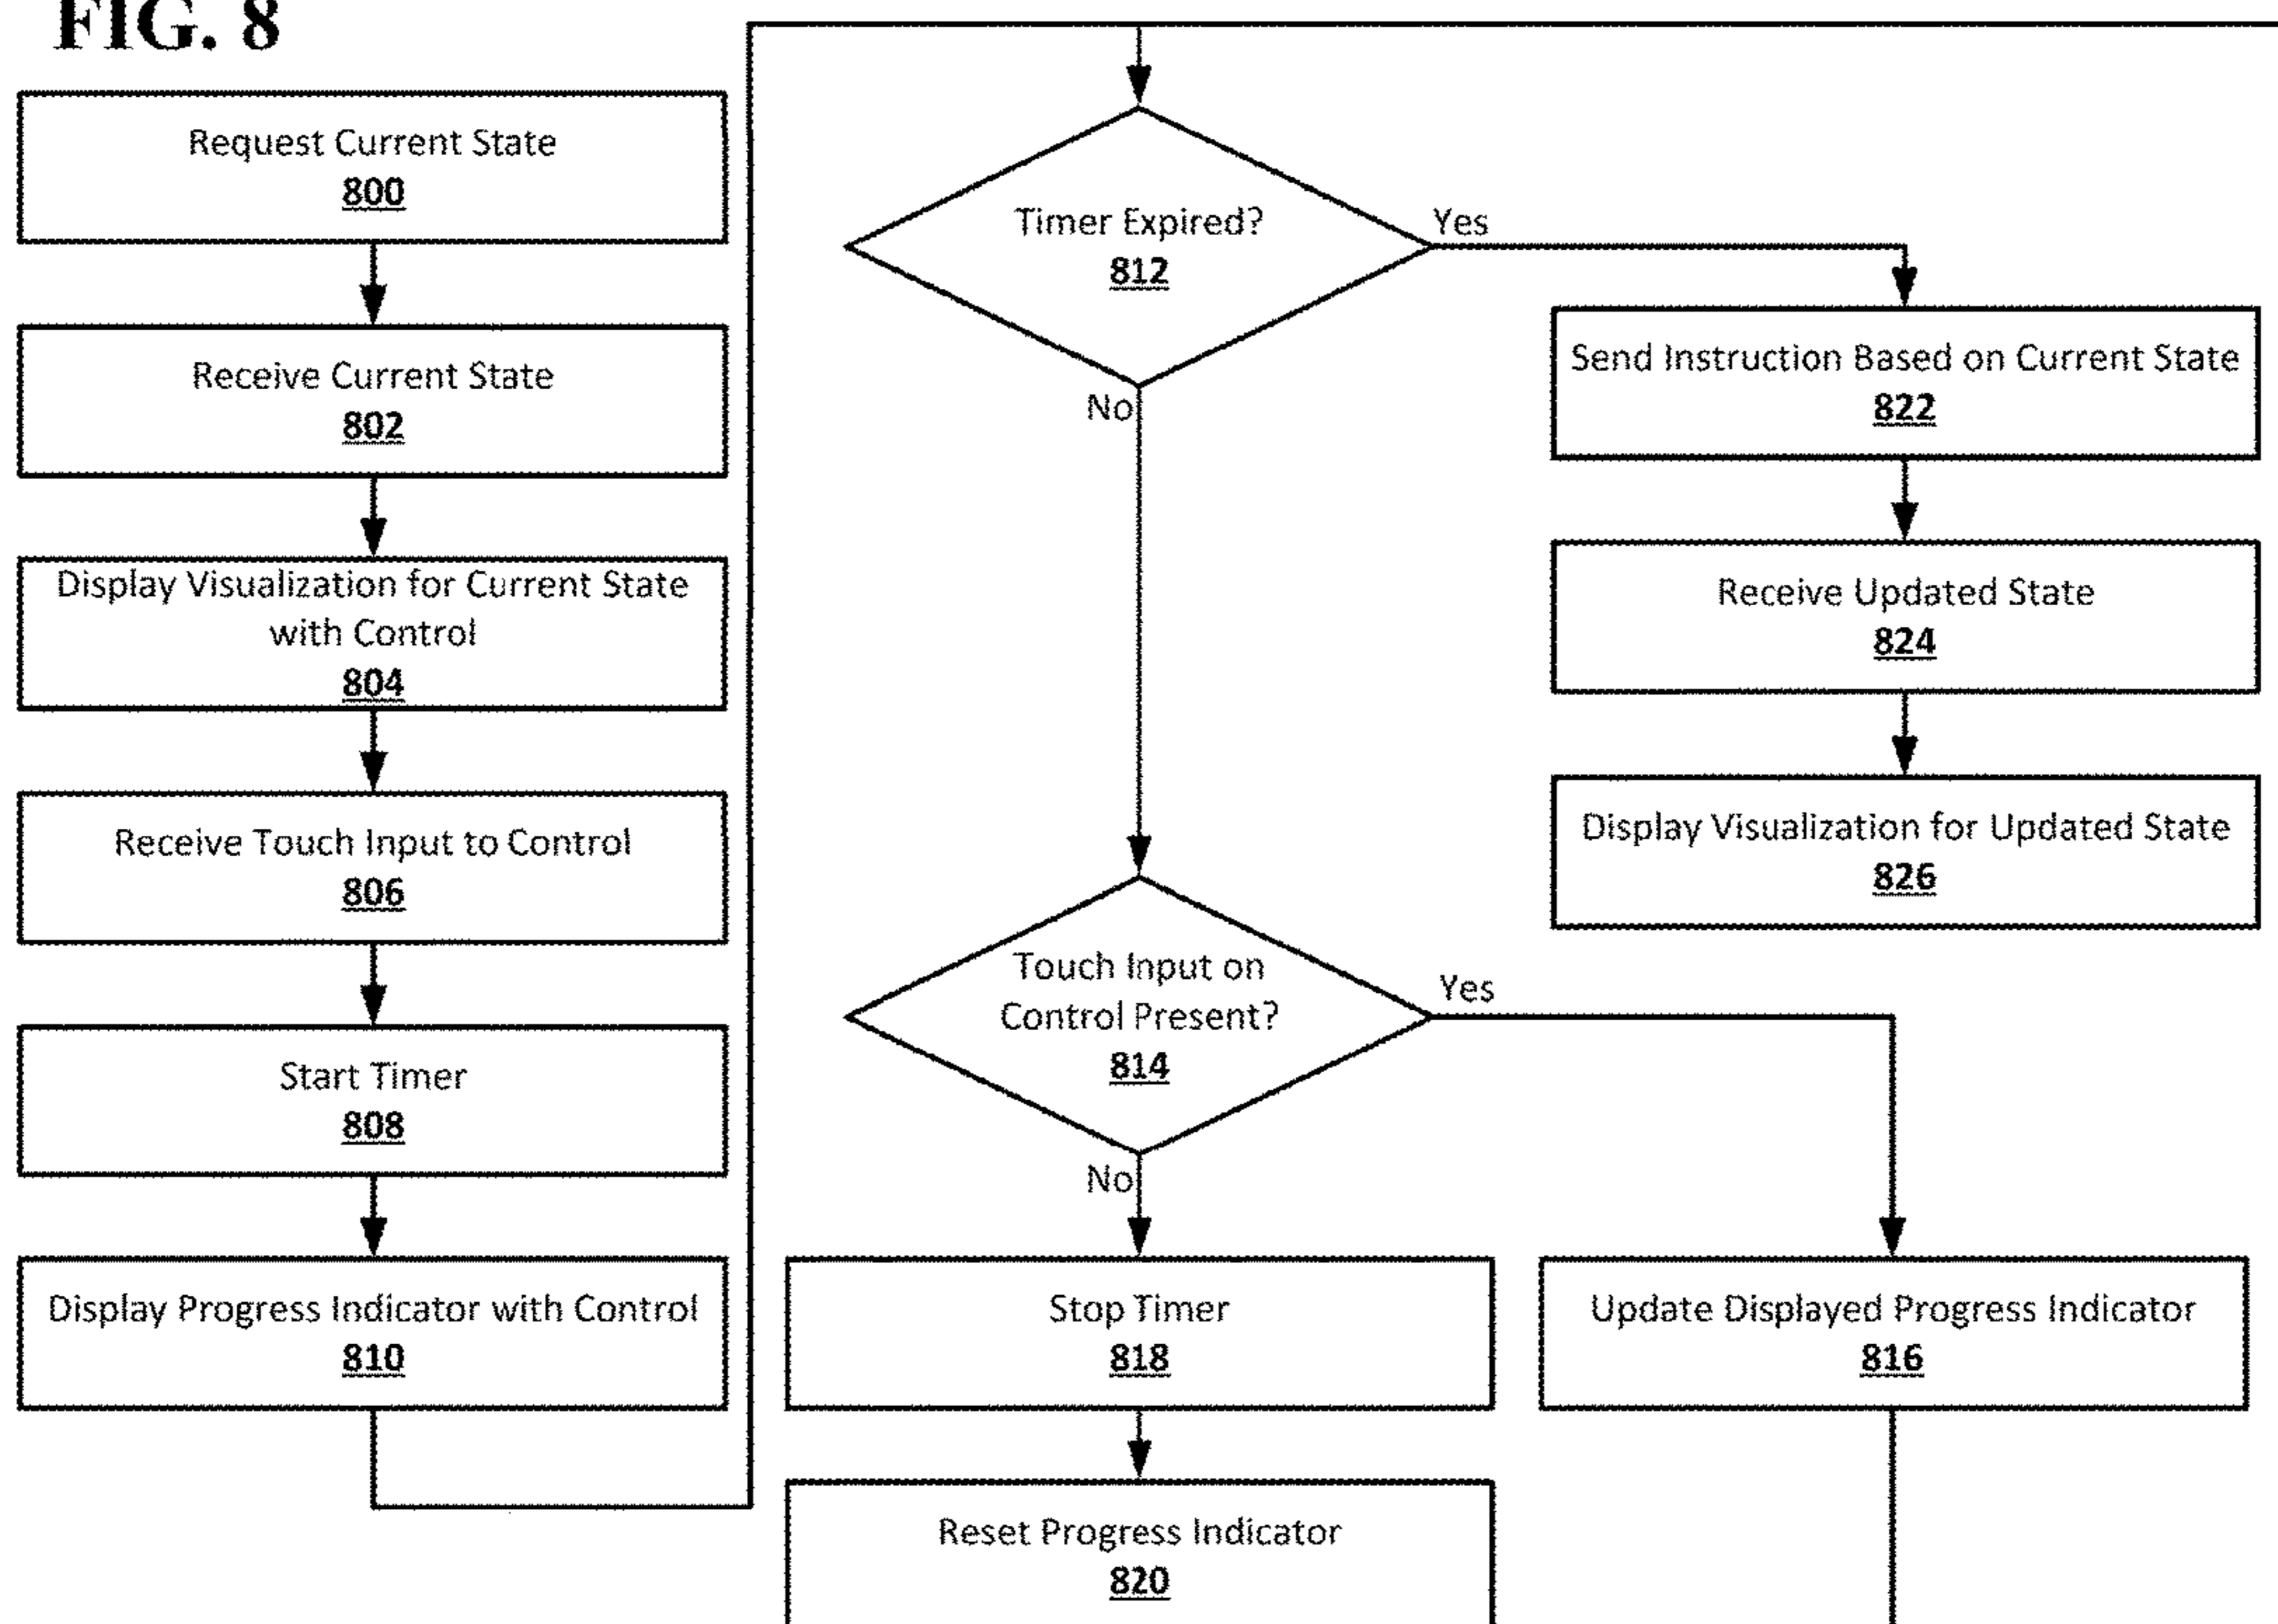 FIG. 8
Request Current State
800
Receive Current State
802
Display Visualization for Current State
with Control
804
Receive Touch Input to Control
806
Start Timer
808
Display Progress Indicator with Control
810
Timer Expired?
812
Yes
No
Touch Input on
Control Present?
814
Yes
No
Stop Timer
818
Reset Progress Indicator
820
Send Instruction Based on Current State
822
Receive Updated State
824
Display Visualization for Updated State
826
Update Displayed Progress Indicator
816